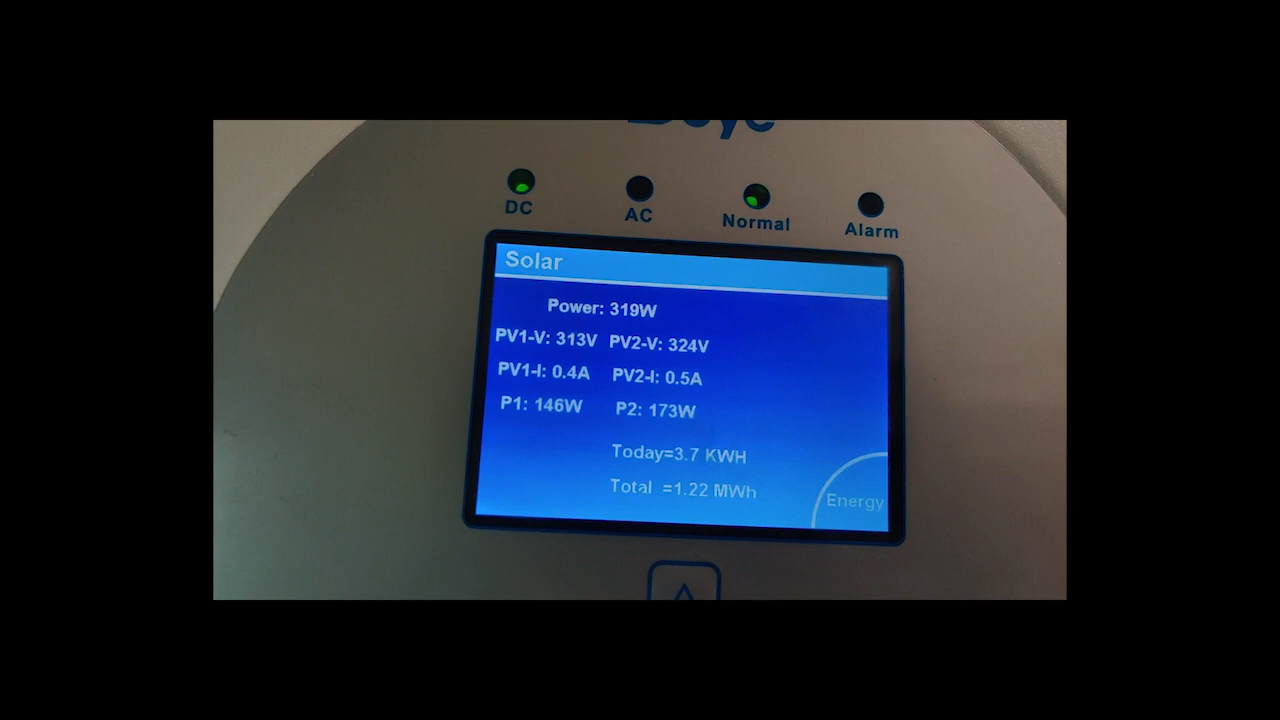 DC
AC
Normal
Alarm
Solar
Power: 319W
PV1-V: 313V PV2-V: 324V
PV1-I: 0.4A PV2-I: 0.5A
P1: 146W P2: 173W
Today=3.7 KWH
Total =1.22 MWh
Energy